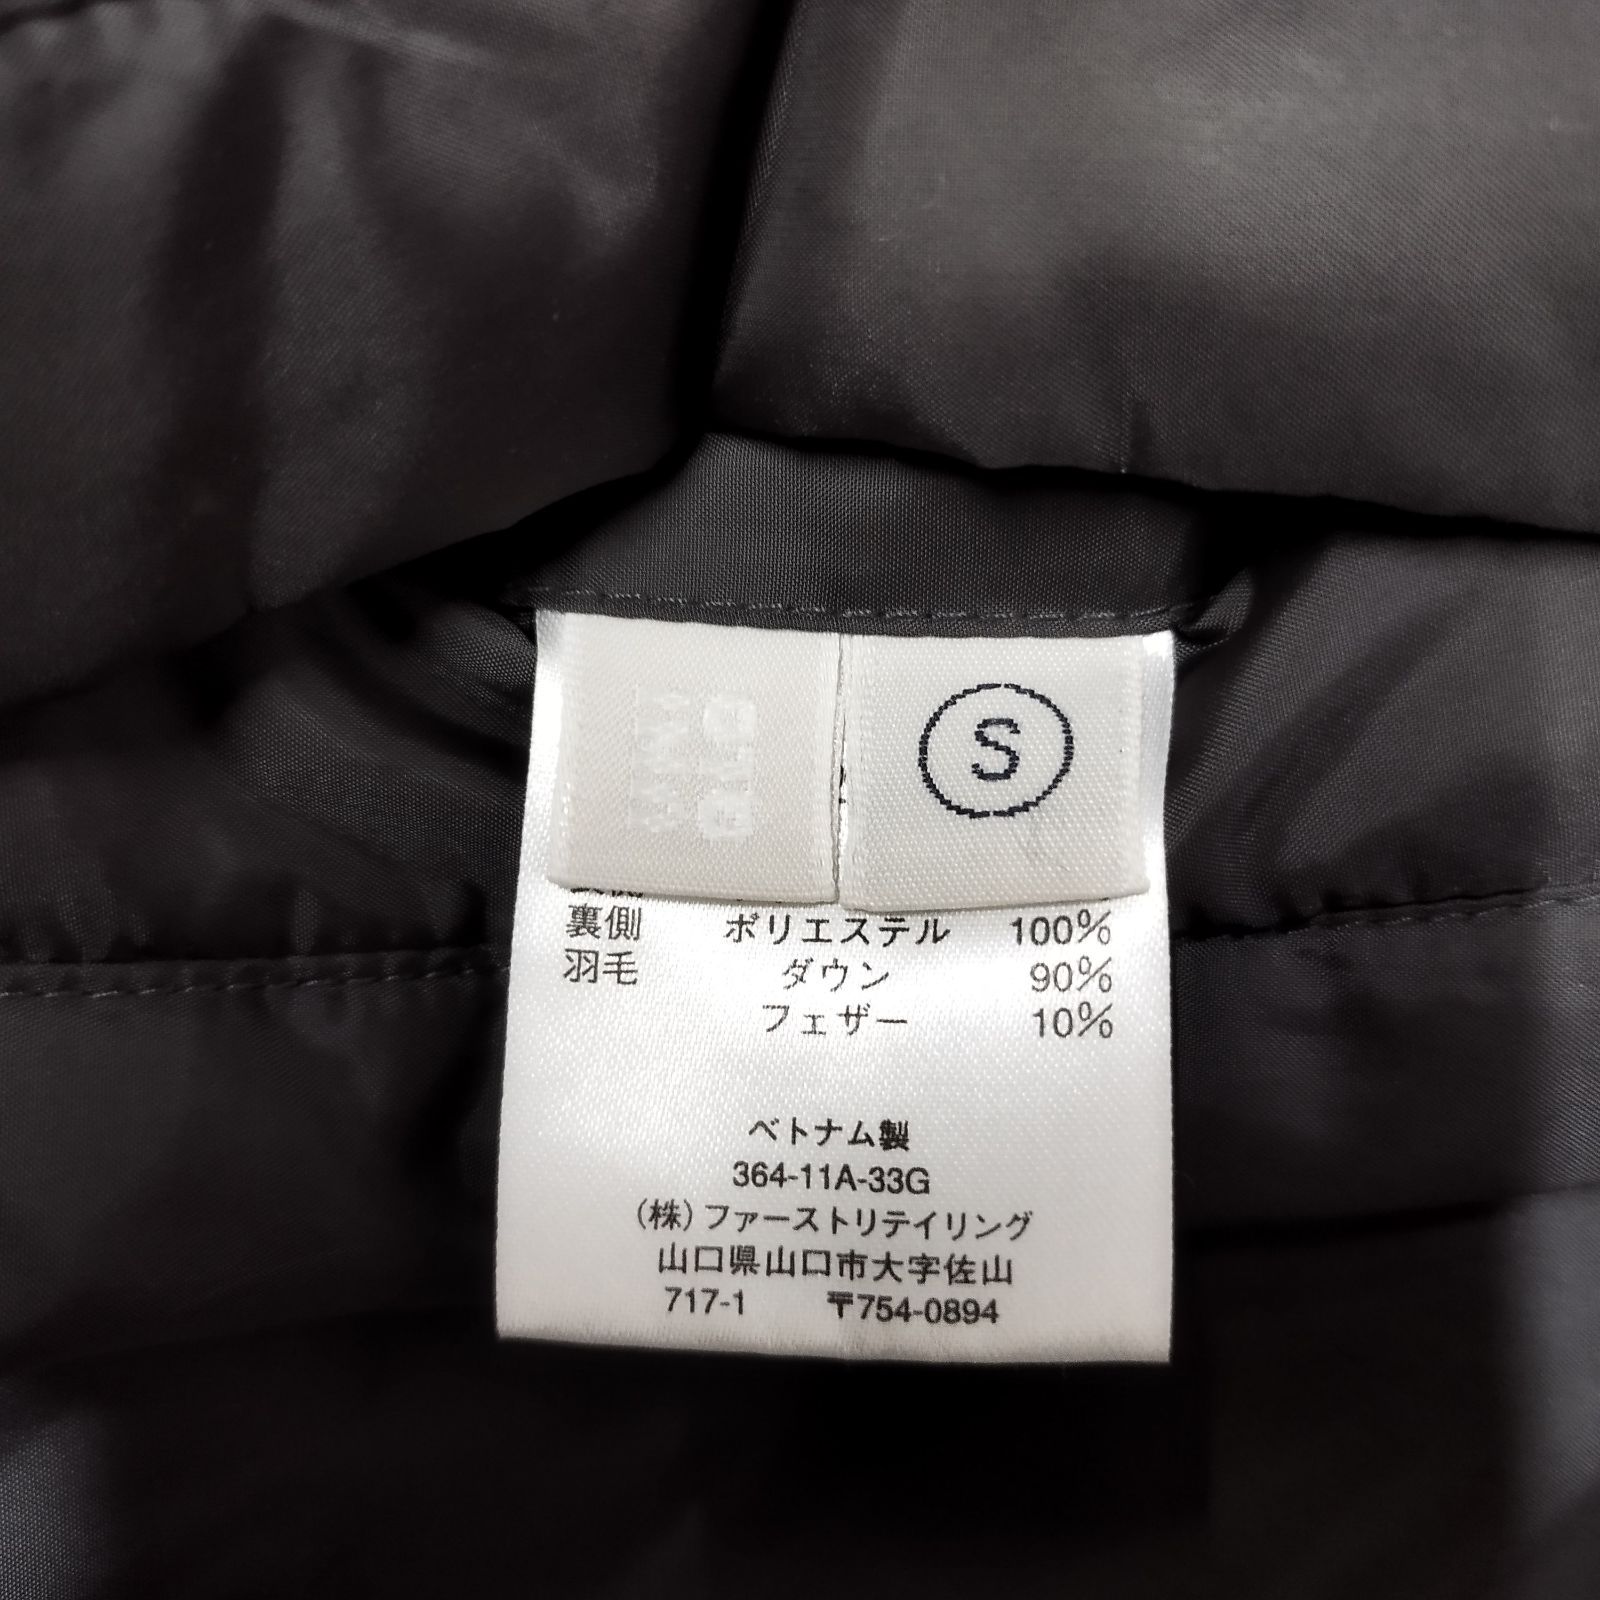 S
裏側 ポリエステル 100%
羽毛 ダウン 90%
フェザー 10%
ベトナム製
364-11A-33G
(株)ファーストリテイリング
山口県山口市大字佐山
717-1 〒754-0894